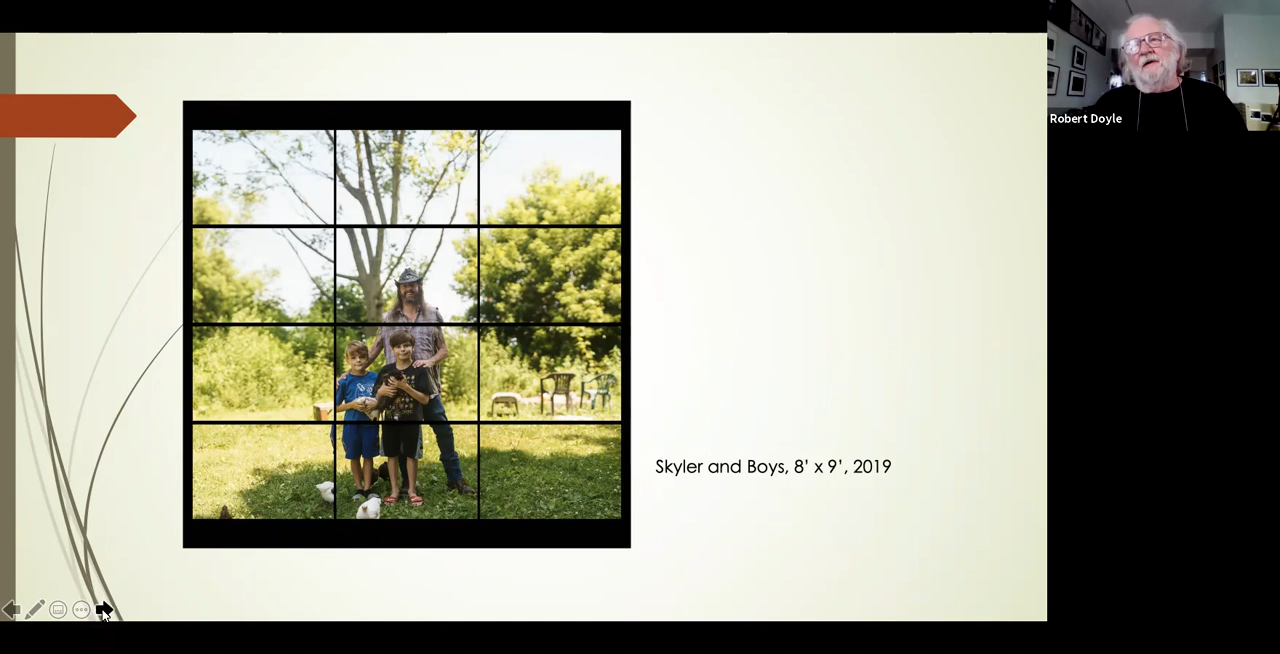 Robert Doyle
Skyler and Boys, 8’ x 9’, 2019